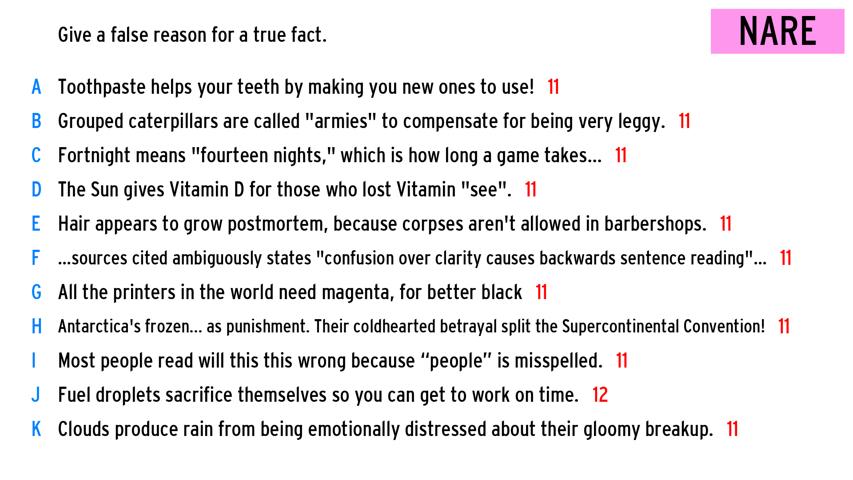 Give a false reason for a true fact.
NARE
A Toothpaste helps your teeth by making you new ones to use! 11
B Grouped caterpillars are called "armies" to compensate for being very leggy. 11
C Fortnight means "fourteen nights," which is how long a game takes... 11
D The Sun gives Vitamin D for those who lost Vitamin "see". 11
E Hair appears to grow postmortem, because corpses aren't allowed in barbershops. 11
F ...sources cited ambiguously states "confusion over clarity causes backwards sentence reading"... 11
G All the printers in the world need magenta, for better black 11
H Antarctica's frozen... as punishment. Their coldhearted betrayal split the Supercontinental Convention! 11
I Most people read will this this wrong because “people” is misspelled. 11
J Fuel droplets sacrifice themselves so you can get to work on time. 12
K Clouds produce rain from being emotionally distressed about their gloomy breakup. 11